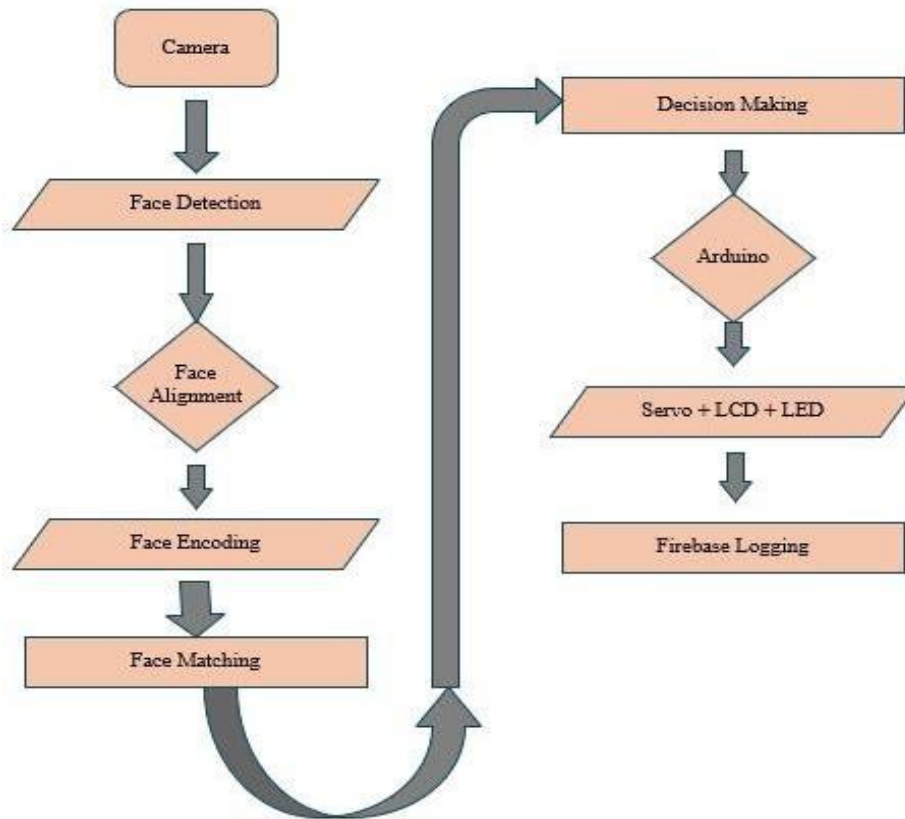 Camera
Face Detection
Face
Alignment
Face Encoding
Face Matching
Decision Making
Arduino
Servo + LCD + LED
Firebase Logging